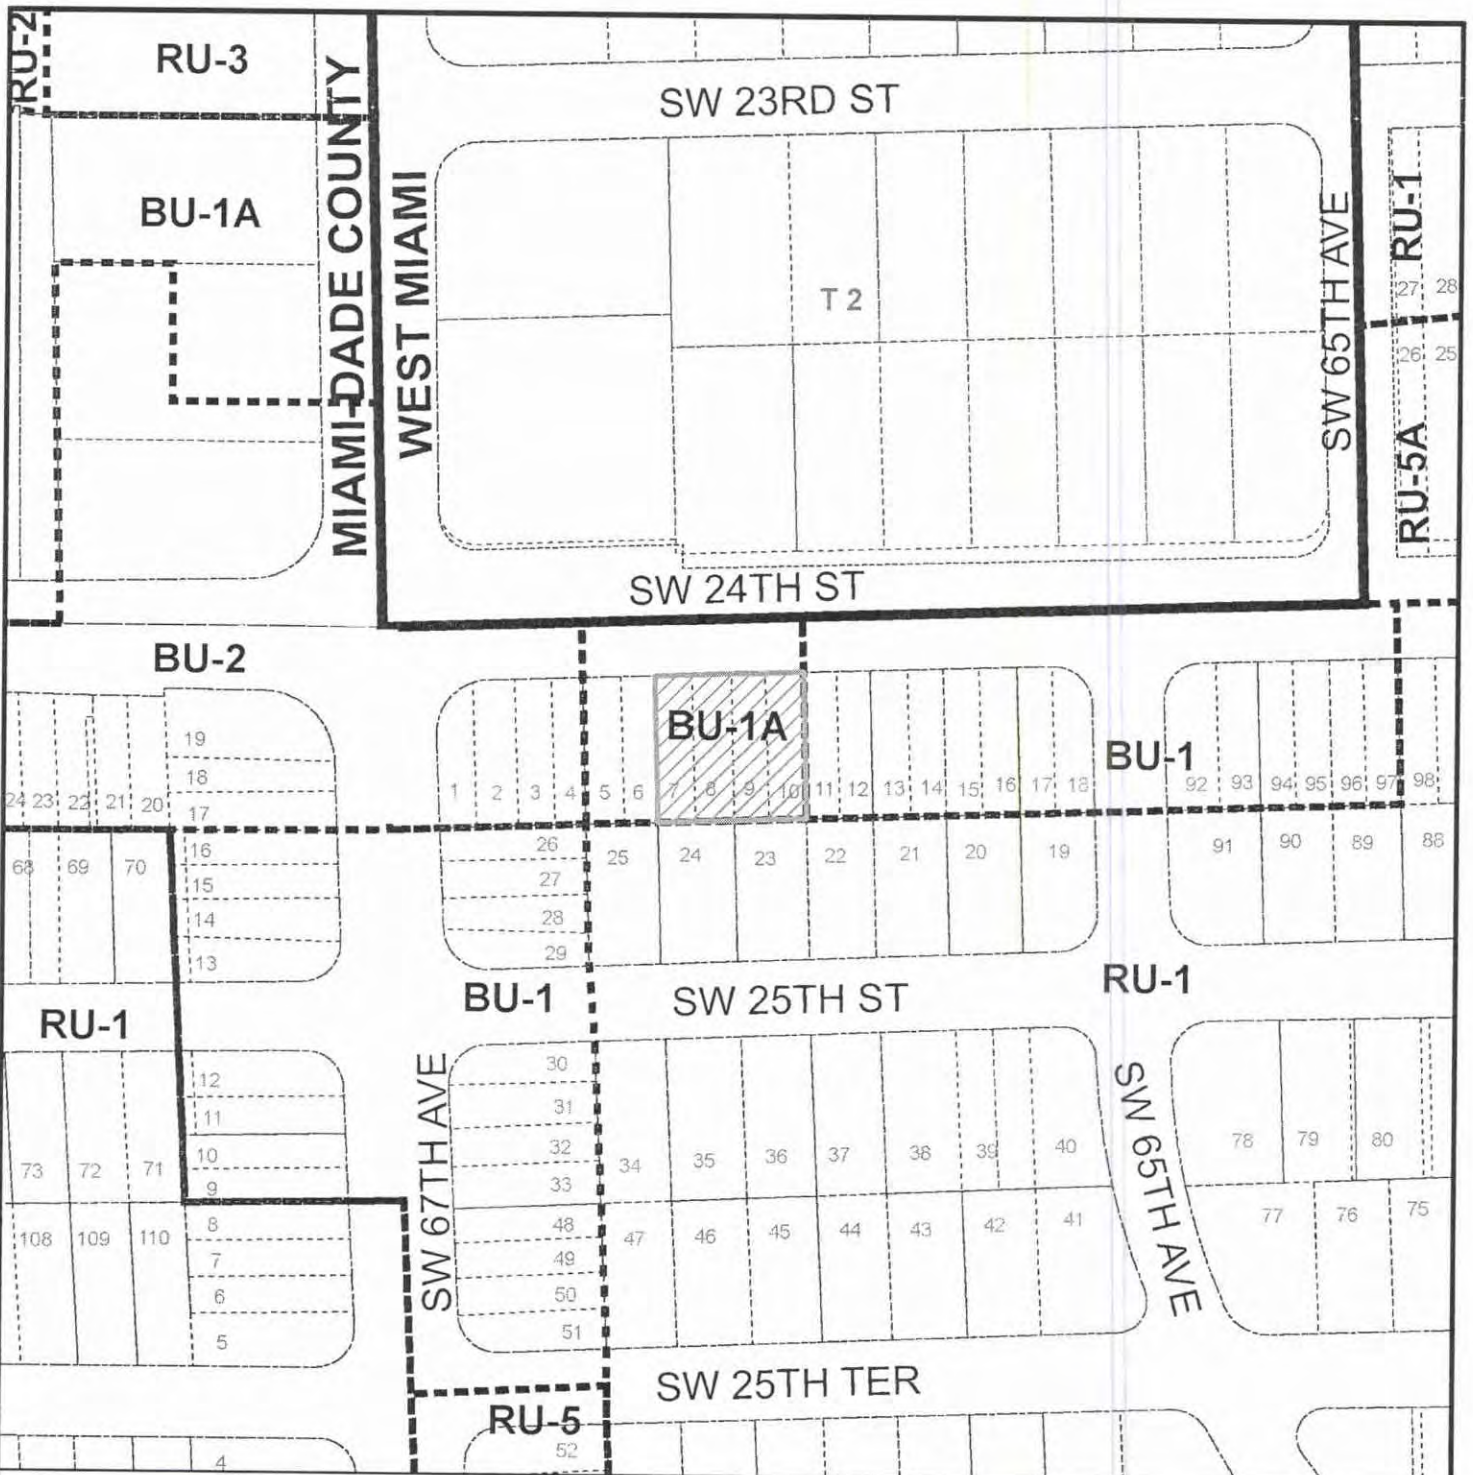 RU-2
RU-3
SW 23RD ST
BU-1A
MIAMI-DADE COUNTY
WEST MIAMI
T 2
SW 65TH AVE
RU-1
27 28
26 25
RU-5A
SW 24TH ST
BU-2
BU-1A
BU-1
19
18
17
24 23 22 21 20
1 2 3 4 5 6 7 8 9 10 11 12 13 14 15 16 17 18
92 93 94 95 96 97 98
68 69 70
16
15
14
13
26
27
28
29
25 24 23 22 21 20 19
91 90 89 88
RU-1
BU-1
SW 25TH ST
RU-1
SW 67TH AVE
SW 65TH AVE
12
11
10
9
8
7
6
5
30
31
32
33
48
49
50
51
73 72 71
108 109 110
34 35 36 37 38 39 40
47 46 45 44 43 42 41
78 79 80
77 76 75
SW 25TH TER
RU-5
52
4